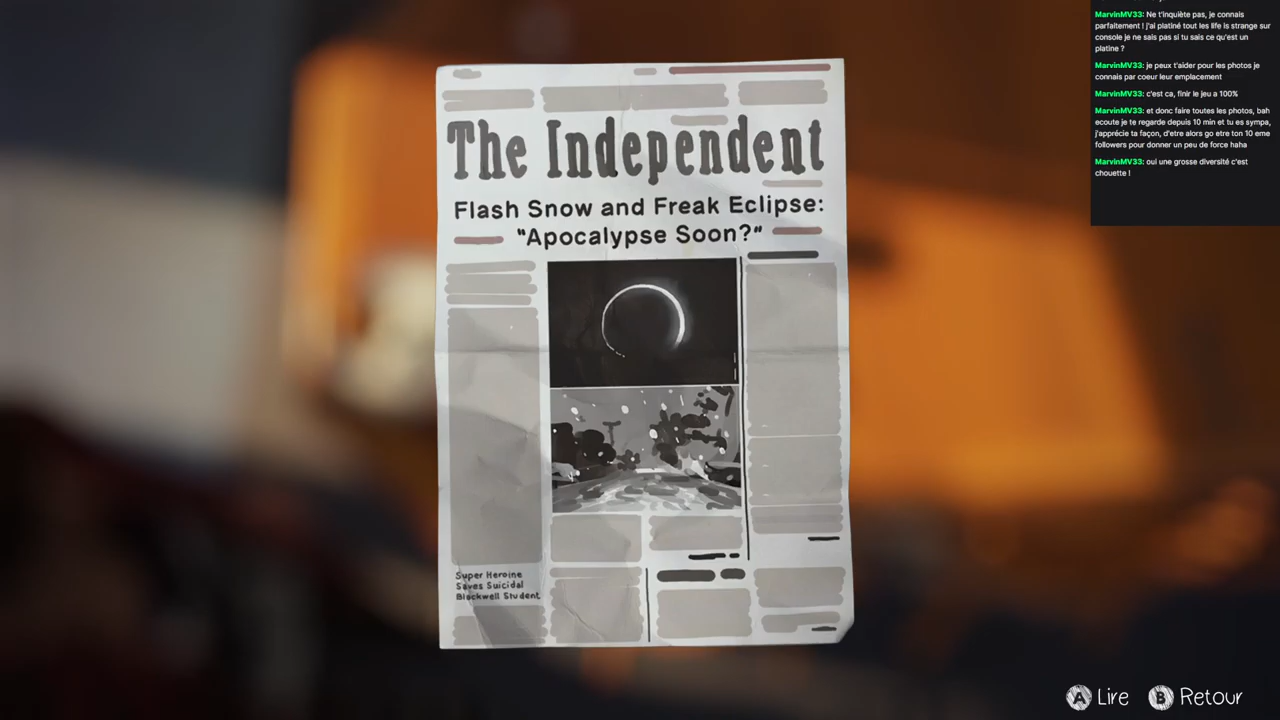 MarvinMV33: Ne t'inquiète pas, je connais
parfaitement ! j'ai platiné tout les life is strange sur
console je ne sais pas si tu sais ce qu'est un
platine ?
MarvinMV33: je peux t'aider pour les photos je
connais par coeur leur emplacement
MarvinMV33: c'est ca, finir le jeu a 100%
MarvinMV33: et donc faire toutes les photos, bah
ecoute je te regarde depuis 10 min et tu es sympa,
j'apprécie ta façon, d'etre alors go etre ton 10 eme
followers pour donner un peu de force haha
MarvinMV33: oui une grosse diversité c'est
chouette !
The Independent
Flash Snow and Freak Eclipse:
"Apocalypse Soon?"
Super Heroine
Saves Suicidal
Blackwell Student
A Lire B Retour